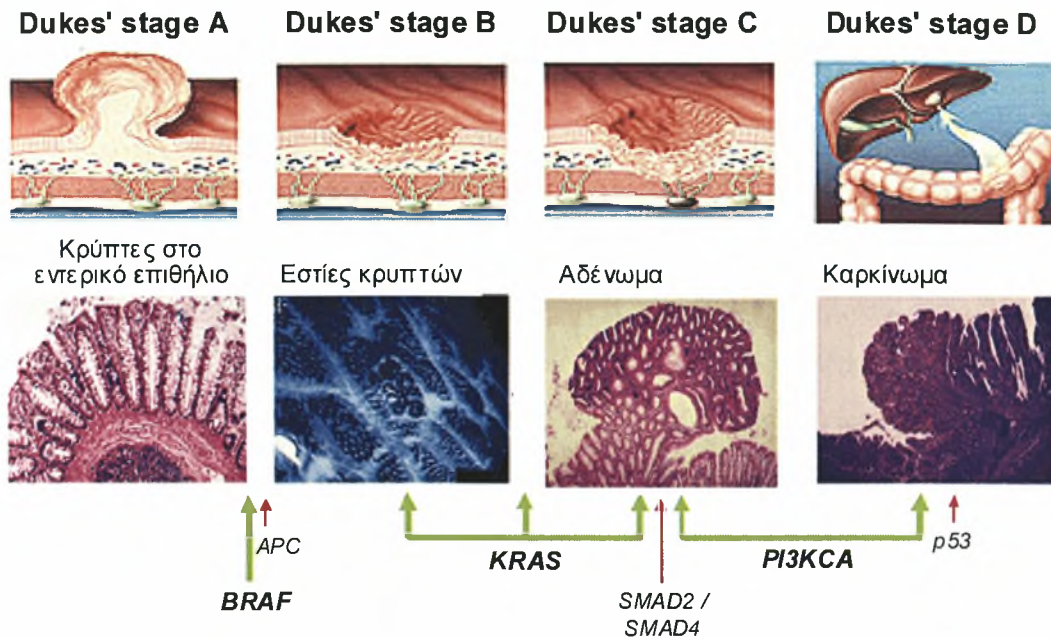 Dukes' stage A
Dukes' stage B
Dukes' stage C
Dukes' stage D
Κρύπτες στο
εντερικό επιθήλιο
Εστίες κρυπτών
Αδένωμα
Καρκίνωμα
APC
BRAF
KRAS
SMAD2 /
SMAD4
PI3KCA
p53